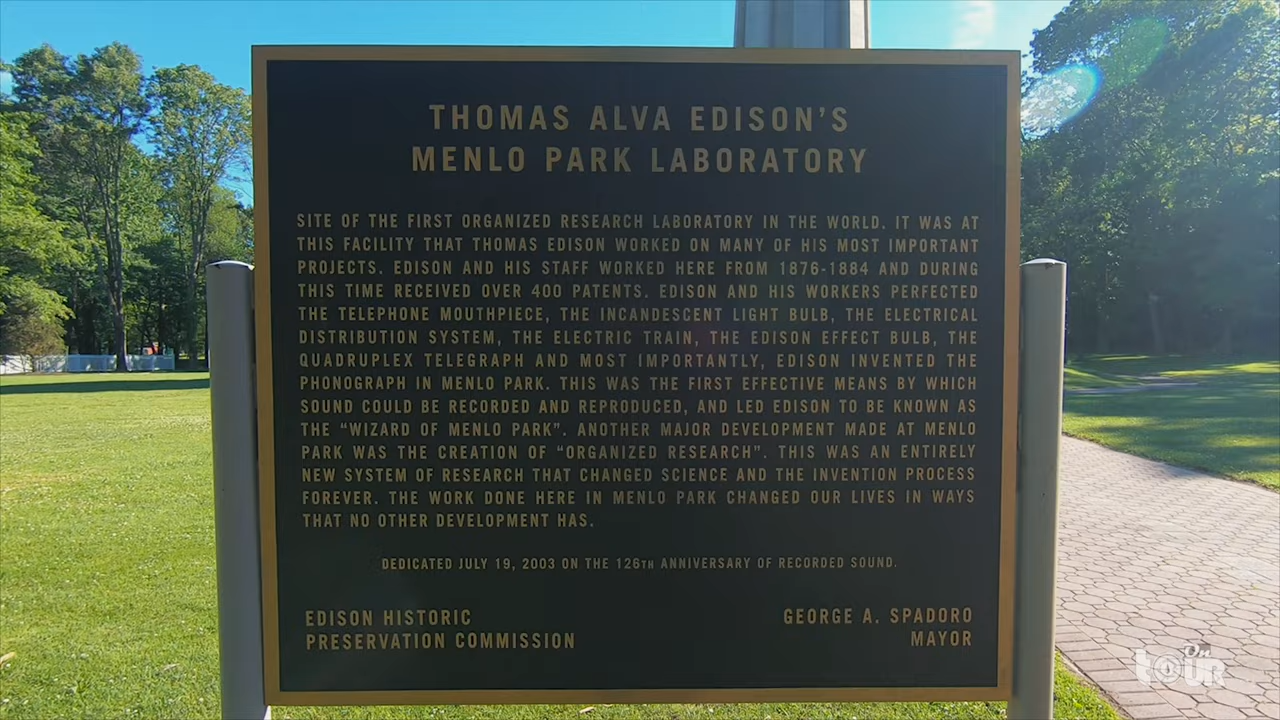 THOMAS ALVA EDISON'S
MENLO PARK LABORATORY
SITE OF THE FIRST ORGANIZED RESEARCH LABORATORY IN THE WORLD. IT WAS AT
THIS FACILITY THAT THOMAS EDISON WORKED ON MANY OF HIS MOST IMPORTANT
PROJECTS. EDISON AND HIS STAFF WORKED HERE FROM 1876-1884 AND DURING
THIS TIME RECEIVED OVER 400 PATENTS. EDISON AND HIS WORKERS PERFECTED
THE TELEPHONE MOUTHPIECE, THE INCANDESCENT LIGHT BULB, THE ELECTRICAL
DISTRIBUTION SYSTEM, THE ELECTRIC TRAIN, THE EDISON EFFECT BULB, THE
QUADRUPLEX TELEGRAPH AND MOST IMPORTANTLY, EDISON INVENTED THE
PHONOGRAPH IN MENLO PARK. THIS WAS THE FIRST EFFECTIVE MEANS BY WHICH
SOUND COULD BE RECORDED AND REPRODUCED, AND LED EDISON TO BE KNOWN AS
THE "WIZARD OF MENLO PARK". ANOTHER MAJOR DEVELOPMENT MADE AT MENLO
PARK WAS THE CREATION OF "ORGANIZED RESEARCH". THIS WAS AN ENTIRELY
NEW SYSTEM OF RESEARCH THAT CHANGED SCIENCE AND THE INVENTION PROCESS
FOREVER. THE WORK DONE HERE IN MENLO PARK CHANGED OUR LIVES IN WAYS
THAT NO OTHER DEVELOPMENT HAS.
DEDICATED JULY 19, 2003 ON THE 126TH ANNIVERSARY OF RECORDED SOUND.
EDISON HISTORIC
PRESERVATION COMMISSION
GEORGE A. SPADORO
MAYOR
On
TOUR